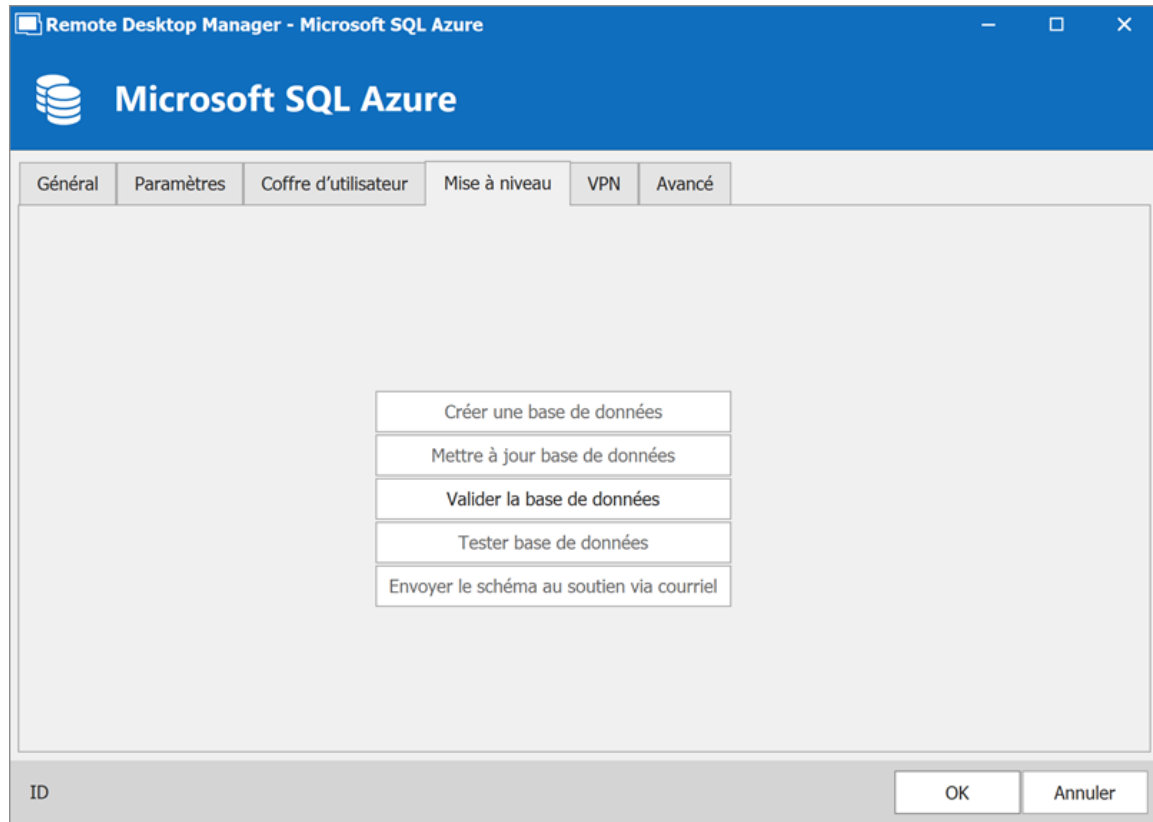 Remote Desktop Manager - Microsoft SQL Azure
Microsoft SQL Azure
Général Paramètres Coffre d'utilisateur Mise à niveau VPN Avancé
Créer une base de données
Mettre à jour base de données
Valider la base de données
Tester base de données
Envoyer le schéma au soutien via courriel
ID OK Annuler